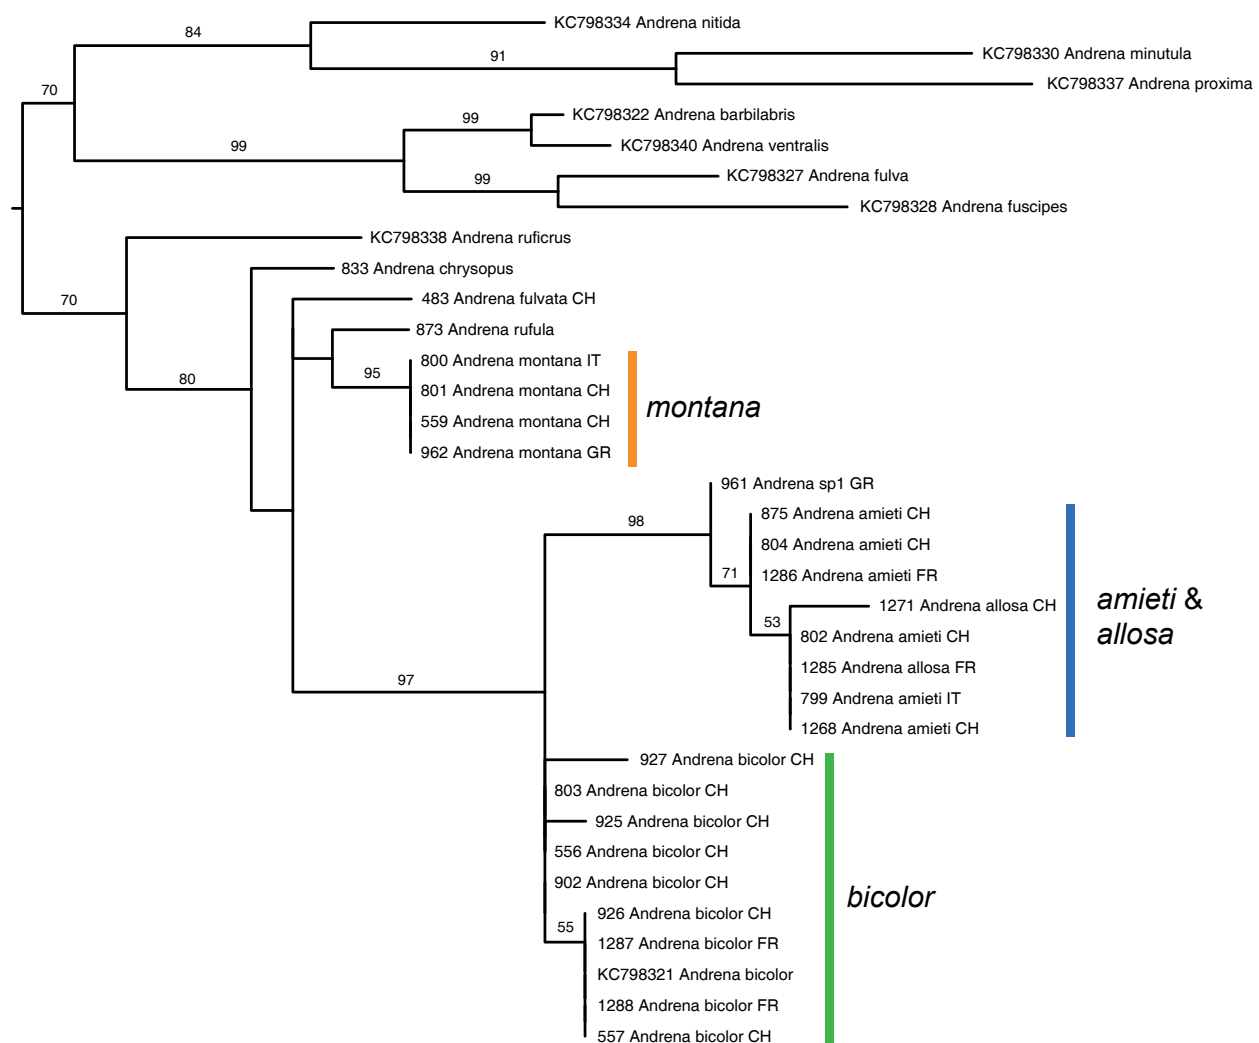 84
KC798334 Andrena nitida
91
KC798330 Andrena minutula
KC798337 Andrena proxima
70
99
KC798322 Andrena barbilabris
KC798340 Andrena ventralis
99
99
KC798327 Andrena fulva
KC798328 Andrena fuscipes
KC798338 Andrena ruficrus
70
833 Andrena chrysopus
483 Andrena fulvata CH
873 Andrena rufula
80
95
800 Andrena montana IT
801 Andrena montana CH
559 Andrena montana CH
962 Andrena montana GR
montana
961 Andrena sp1 GR
98
875 Andrena amieti CH
804 Andrena amieti CH
71
1286 Andrena amieti FR
1271 Andrena allosa CH
53
802 Andrena amieti CH
1285 Andrena allosa FR
799 Andrena amieti IT
1268 Andrena amieti CH
amieti &
allosa
97
927 Andrena bicolor CH
803 Andrena bicolor CH
925 Andrena bicolor CH
556 Andrena bicolor CH
902 Andrena bicolor CH
55
926 Andrena bicolor CH
1287 Andrena bicolor FR
KC798321 Andrena bicolor
1288 Andrena bicolor FR
557 Andrena bicolor CH
bicolor